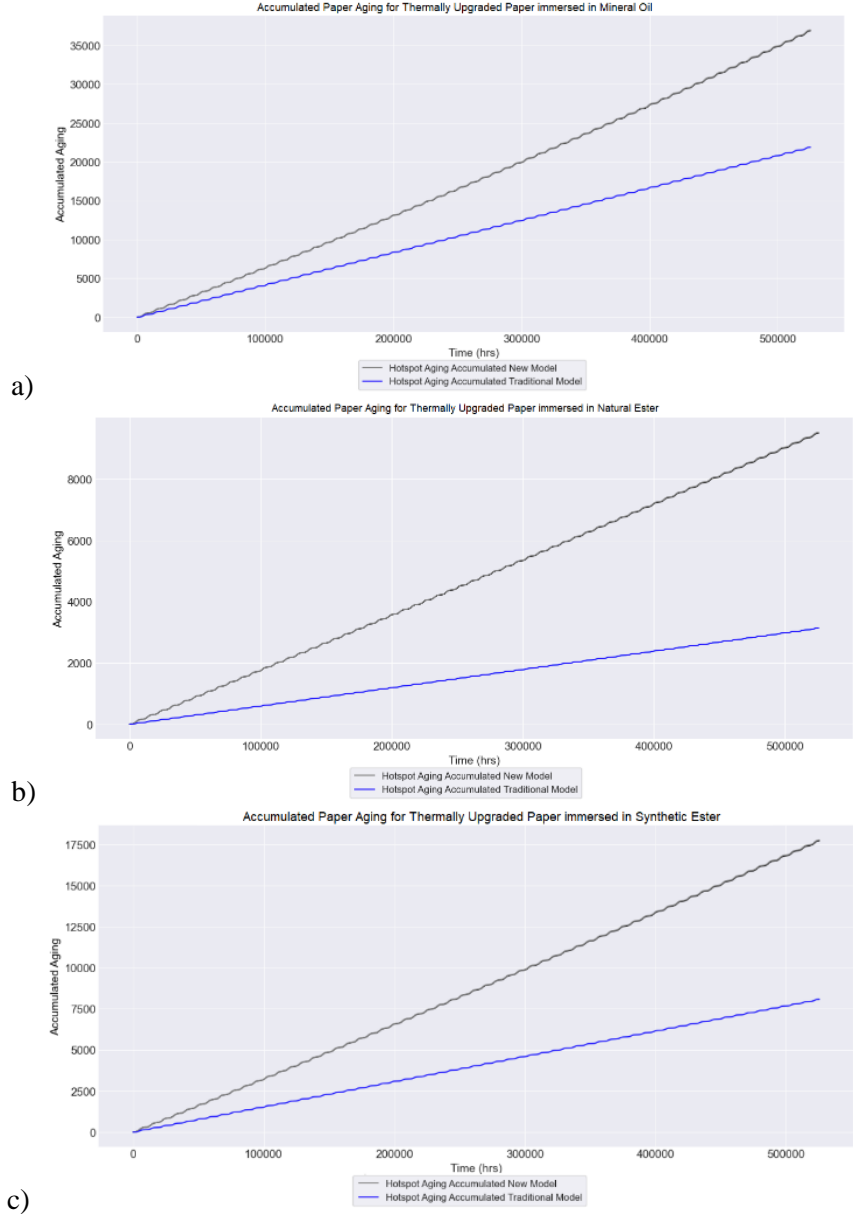 Accumulated Paper Aging for Thermally Upgraded Paper immersed in Mineral Oil
35000
30000
25000
20000
15000
10000
5000
0
Accumulated Aging
0 100000 200000 300000 400000 500000
Time (hrs)
Hotspot Aging Accumulated New Model
Hotspot Aging Accumulated Traditional Model
a)
Accumulated Paper Aging for Thermally Upgraded Paper immersed in Natural Ester
8000
6000
4000
2000
0
Accumulated Aging
0 100000 200000 300000 400000 500000
Time (hrs)
Hotspot Aging Accumulated New Model
Hotspot Aging Accumulated Traditional Model
b)
Accumulated Paper Aging for Thermally Upgraded Paper immersed in Synthetic Ester
17500
15000
12500
10000
7500
5000
2500
0
Accumulated Aging
0 100000 200000 300000 400000 500000
Time (hrs)
Hotspot Aging Accumulated New Model
Hotspot Aging Accumulated Traditional Model
c)